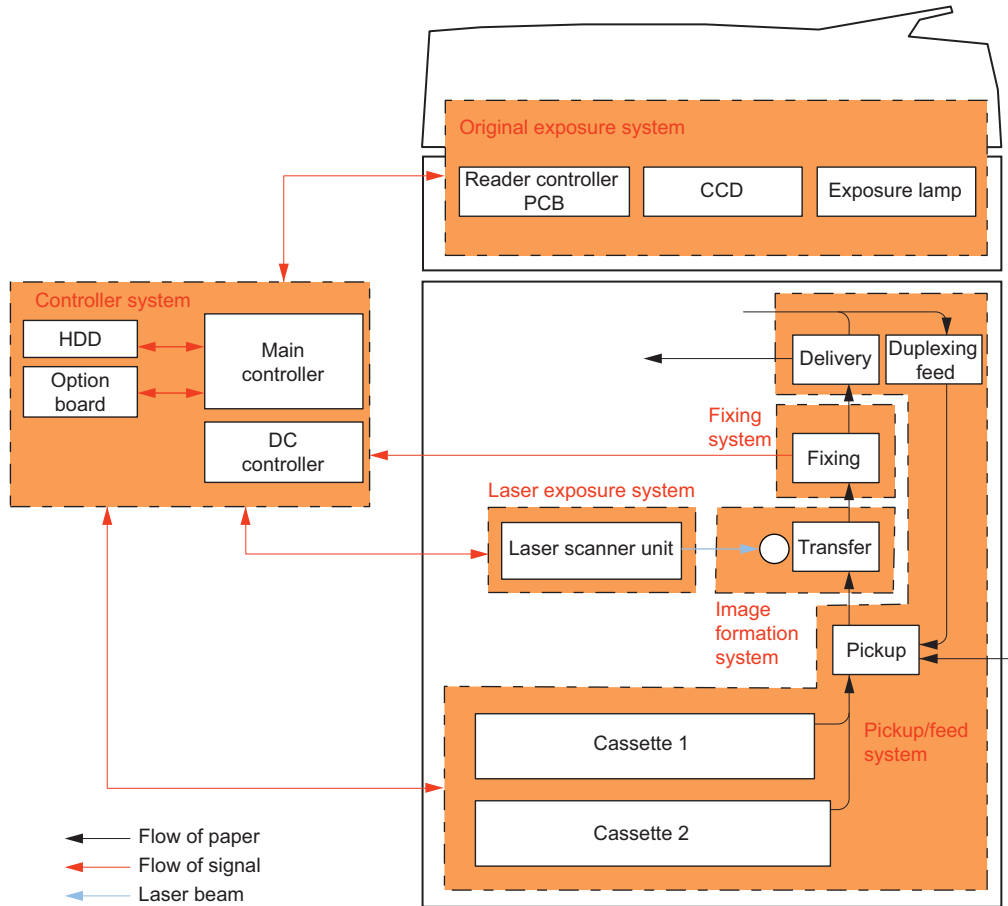 Original exposure system
Reader controller
PCB
CCD
Exposure lamp
Controller system
HDD
Option
board
Main
controller
DC
controller
Delivery
Duplexing
feed
Fixing
system
Fixing
Laser exposure system
Laser scanner unit
Transfer
Image
formation
system
Pickup
Pickup/feed
system
Cassette 1
Cassette 2
Flow of paper
Flow of signal
Laser beam